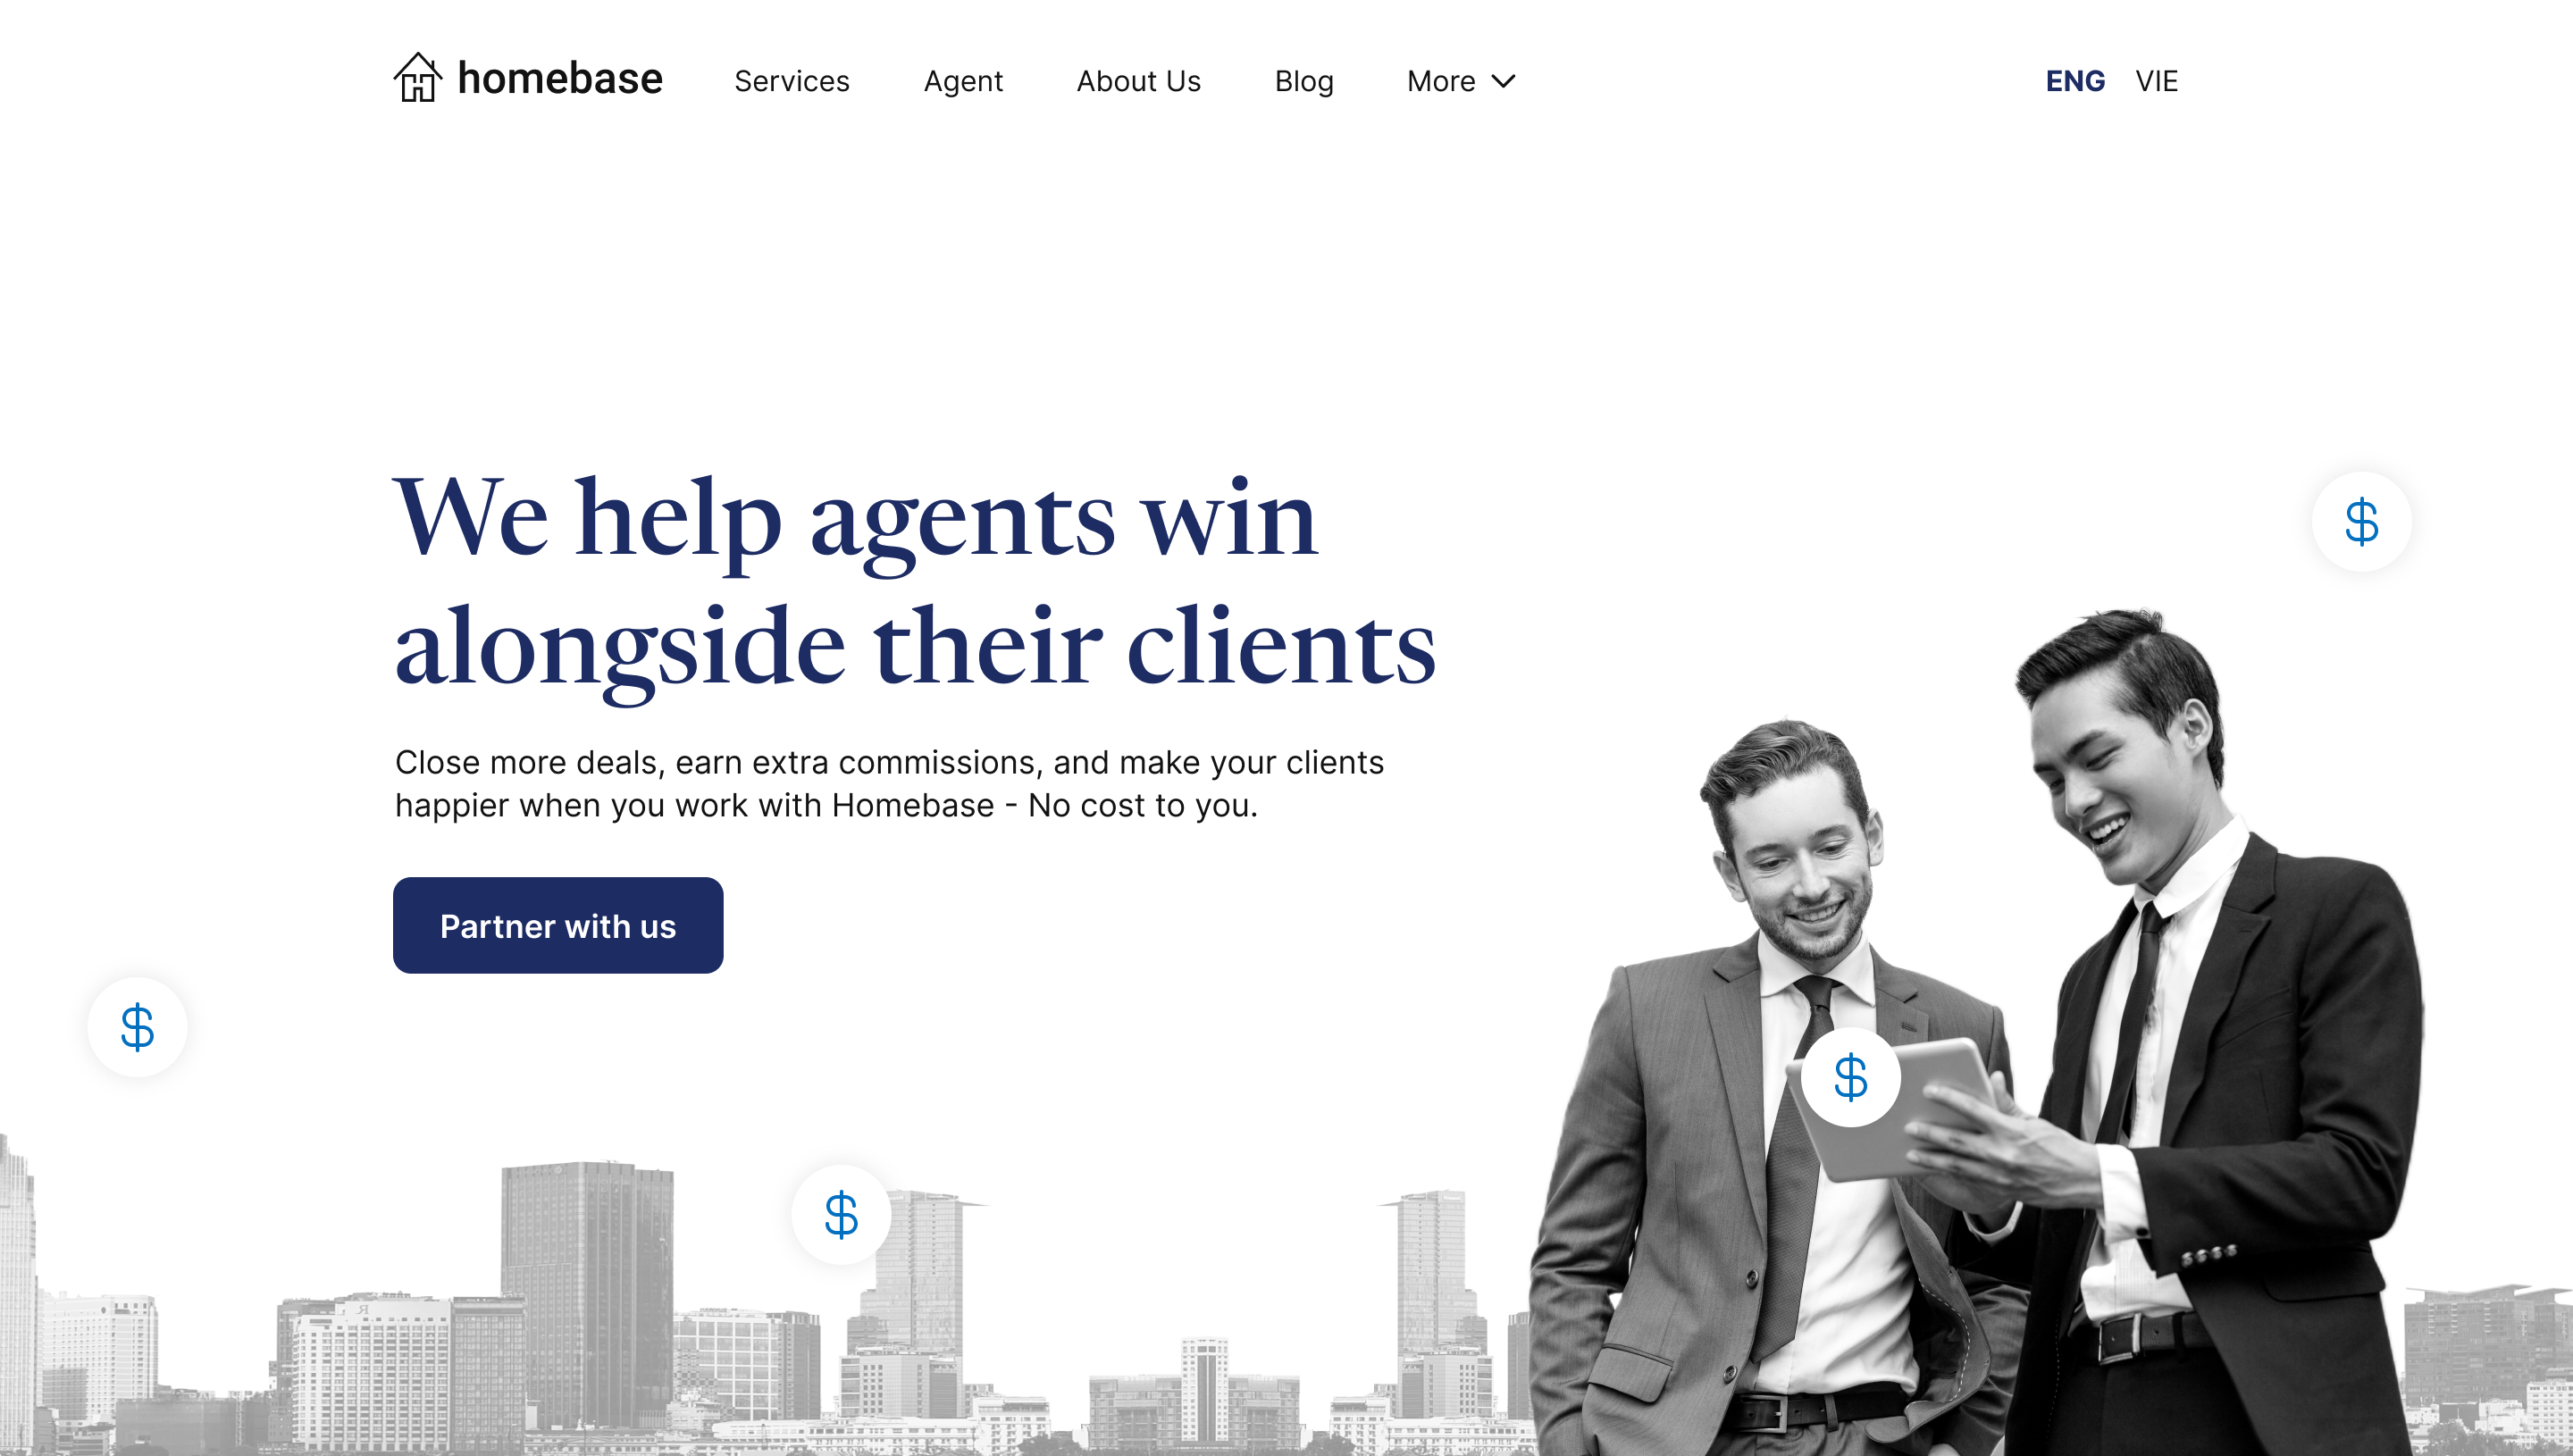 homebase Services Agent About Us Blog More ENG VIE
We help agents win
alongside their clients
Close more deals, earn extra commissions, and make your clients
happier when you work with Homebase - No cost to you.
Partner with us
$
$
$
$